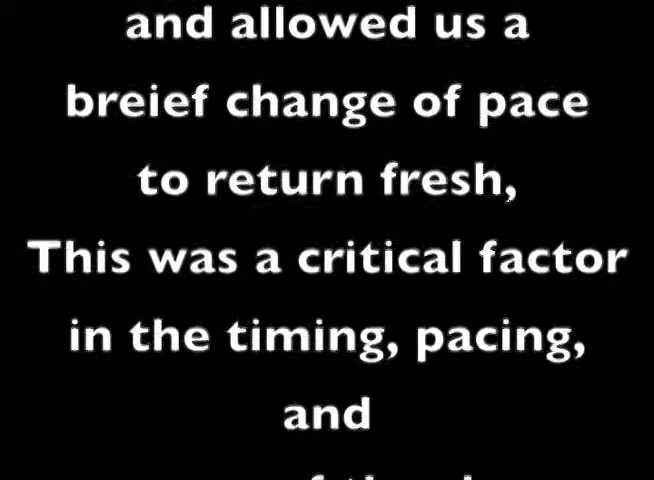 and allowed us a
breief change of pace
to return fresh,
This was a critical factor
in the timing, pacing,
and